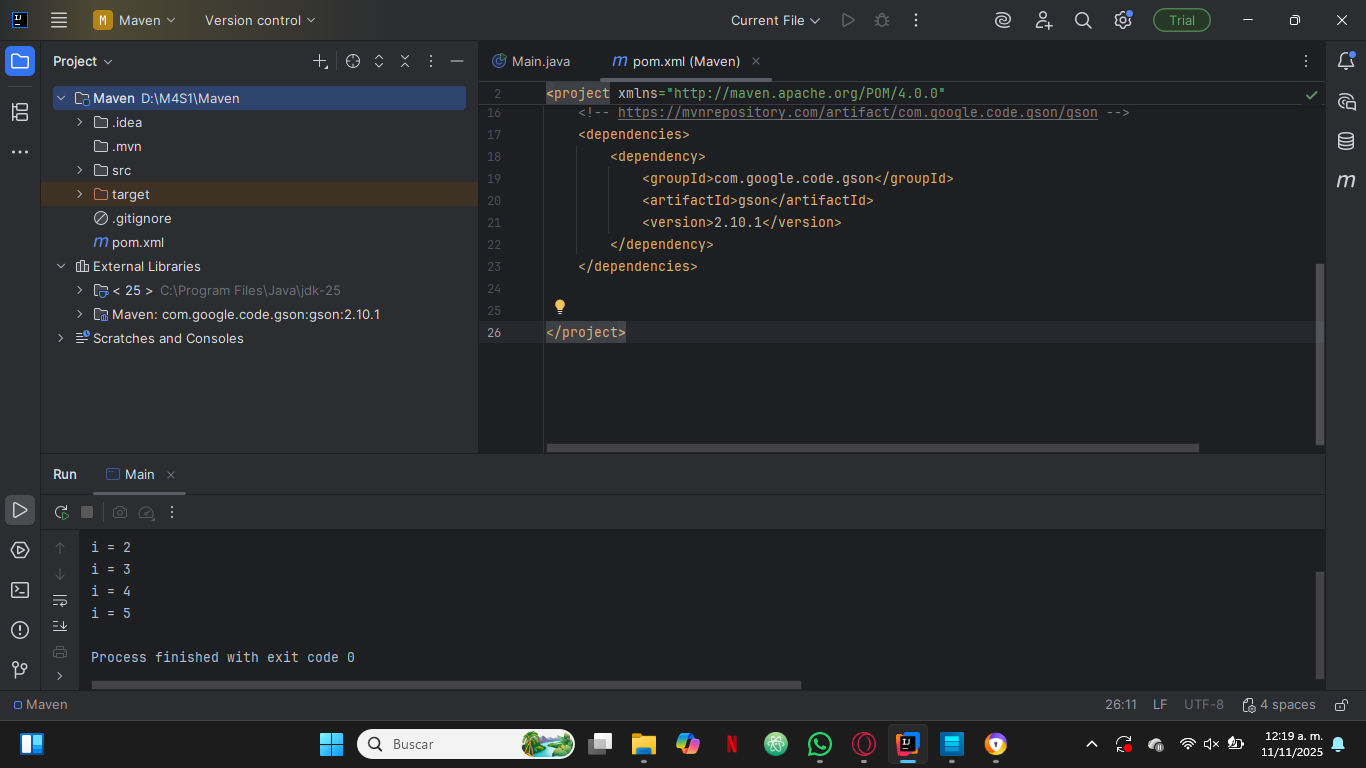 M Maven Version control Current File Trial
Project
Main.java
pom.xml (Maven)
Maven D:\M4S1\Maven
.idea
.mvn
src
target
.gitignore
pom.xml
External Libraries
< 25 > C:\Program Files\Java\jdk-25
Maven: com.google.code.gson:gson:2.10.1
Scratches and Consoles
2 <project xmlns="http://maven.apache.org/POM/4.0.0"
16 <!-- https://mvnrepository.com/artifact/com.google.code.gson/gson -->
17 <dependencies>
18 <dependency>
19 <groupId>com.google.code.gson</groupId>
20 <artifactId>gson</artifactId>
21 <version>2.10.1</version>
22 </dependency>
23 </dependencies>
24
25
26 </project>
Run Main
i = 2
i = 3
i = 4
i = 5
Process finished with exit code 0
Maven 26:11 LF UTF-8 4 spaces
Buscar
12:19 a. m.
11/11/2025